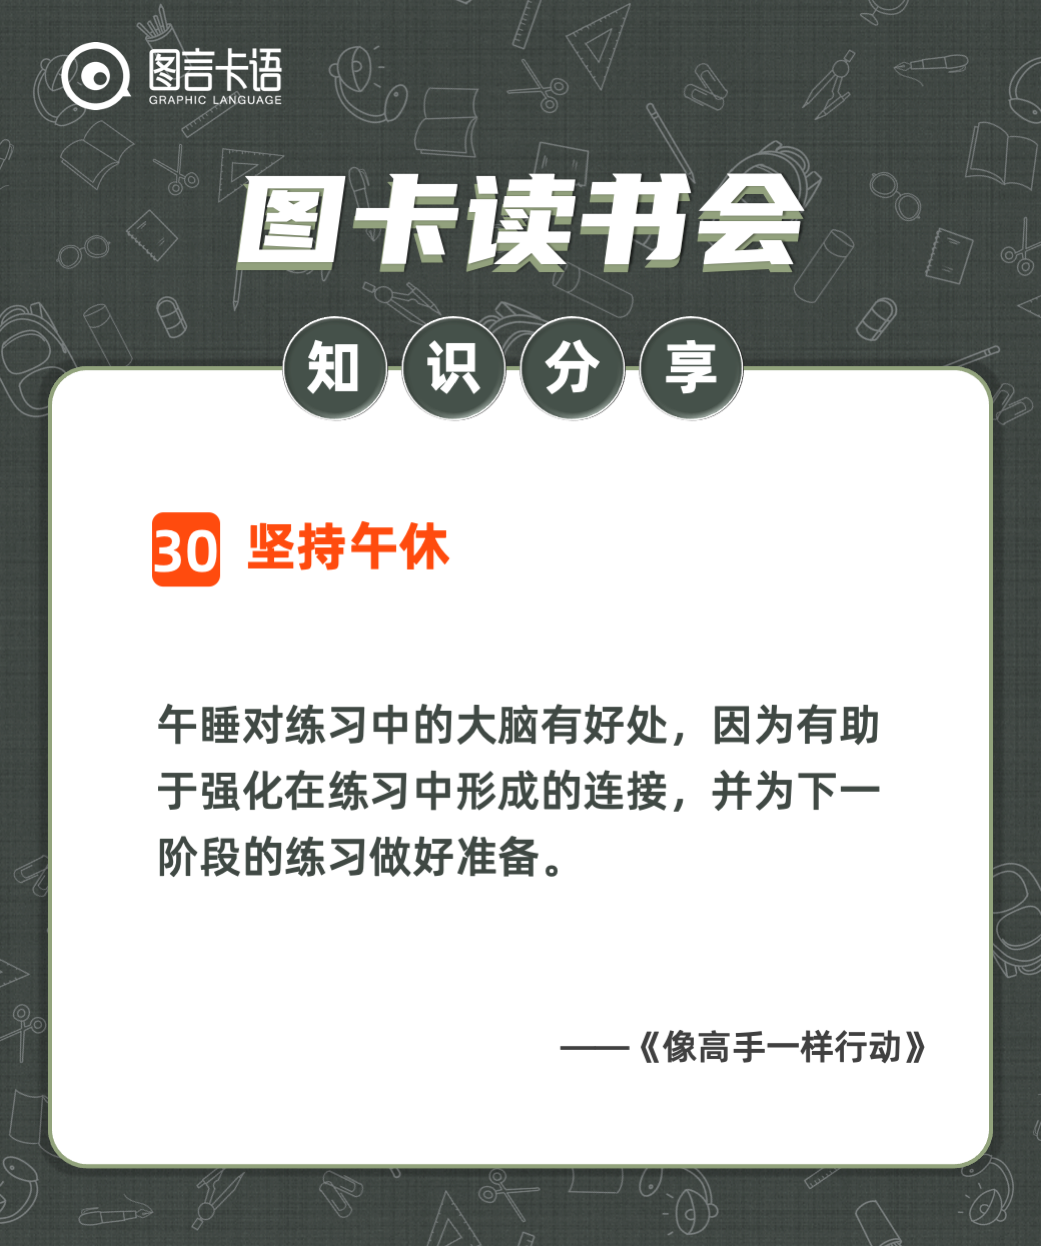 图言卡语
GRAPHIC LANGUAGE
图卡读书会
知识分享
30 坚持午休
午睡对练习中的大脑有好处，因为有助
于强化在练习中形成的连接，并为下一
阶段的练习做好准备。
——《像高手一样行动》